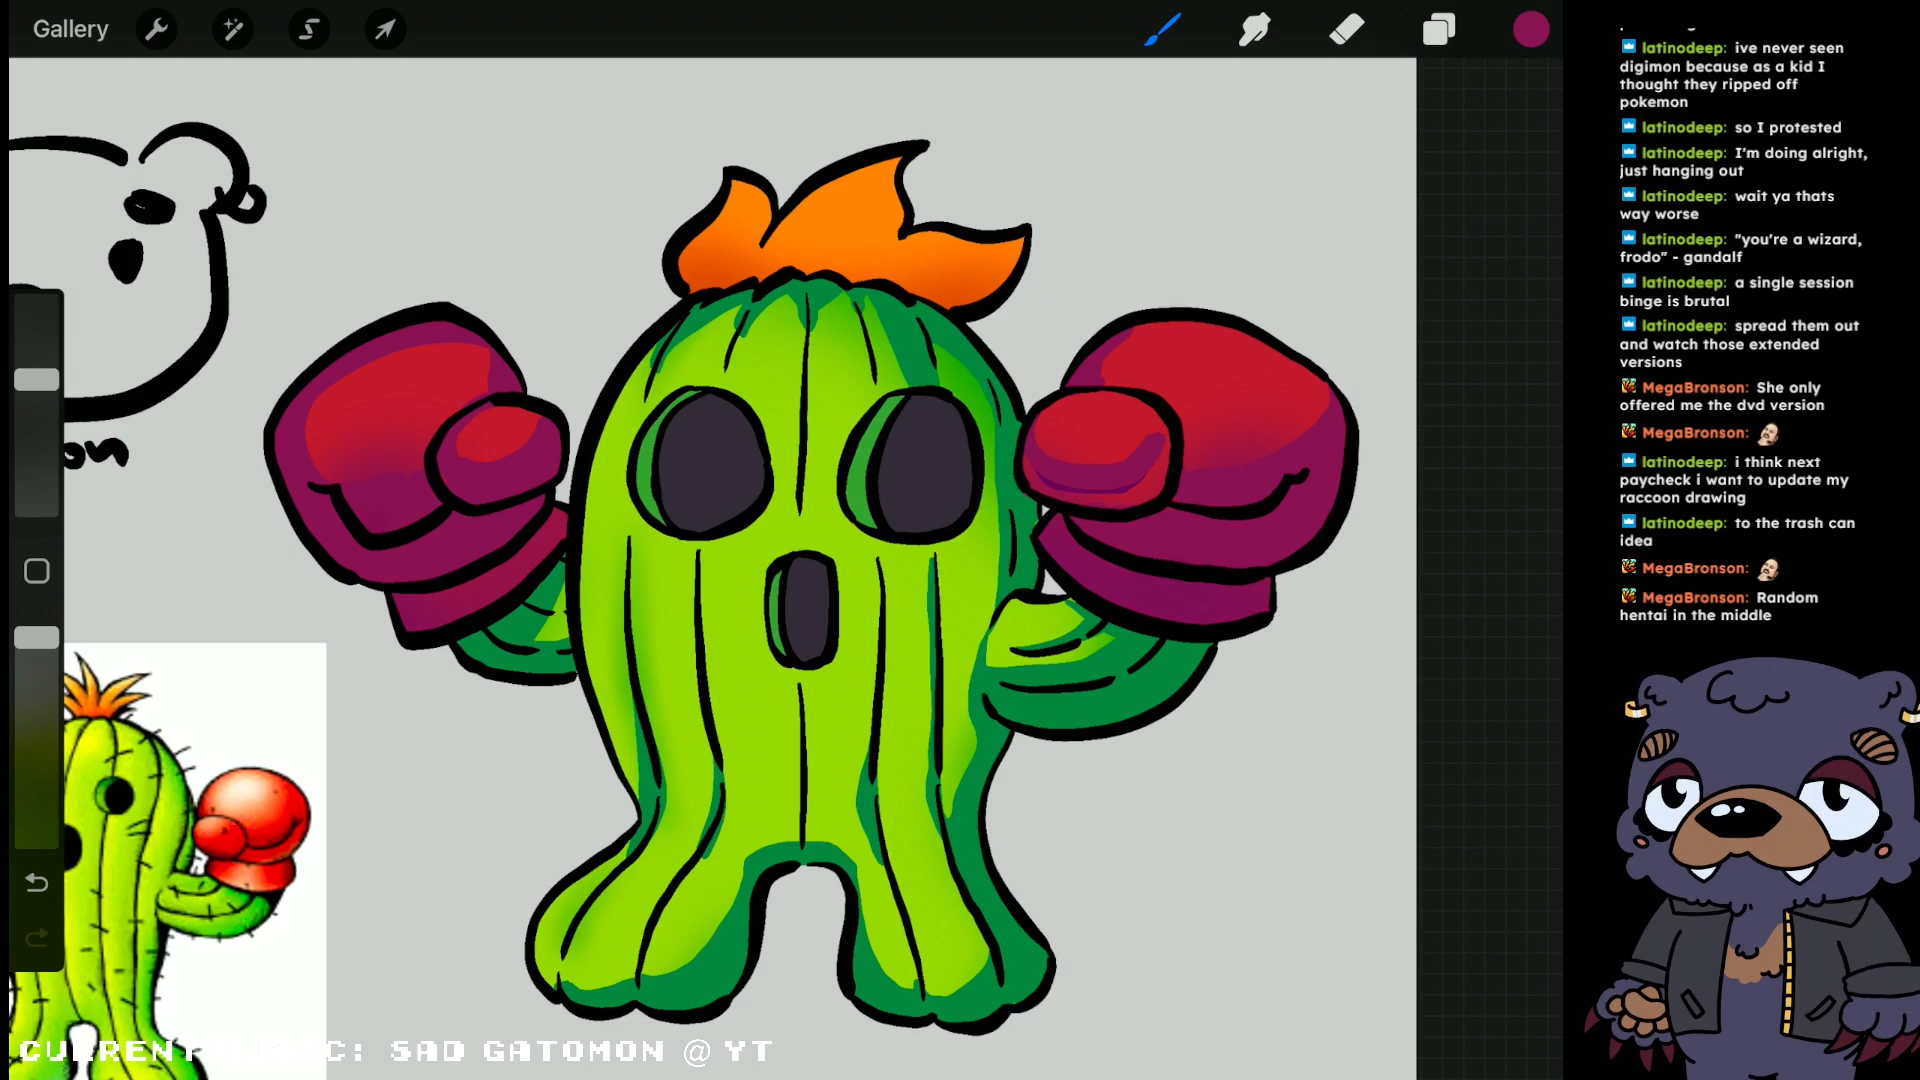 Gallery
on
latinodeep: ive never seen
digimon because as a kid I
thought they ripped off
pokemon
latinodeep: so I protested
latinodeep: I'm doing alright,
just hanging out
latinodeep: wait ya thats
way worse
latinodeep: "you're a wizard,
frodo" - gandalf
latinodeep: a single session
binge is brutal
latinodeep: spread them out
and watch those extended
versions
MegaBronson: She only
offered me the dvd version
MegaBronson:
latinodeep: i think next
paycheck i want to update my
raccoon drawing
latinodeep: to the trash can
idea
MegaBronson:
MegaBronson: Random
hentai in the middle
SAD GATOMON @ YT